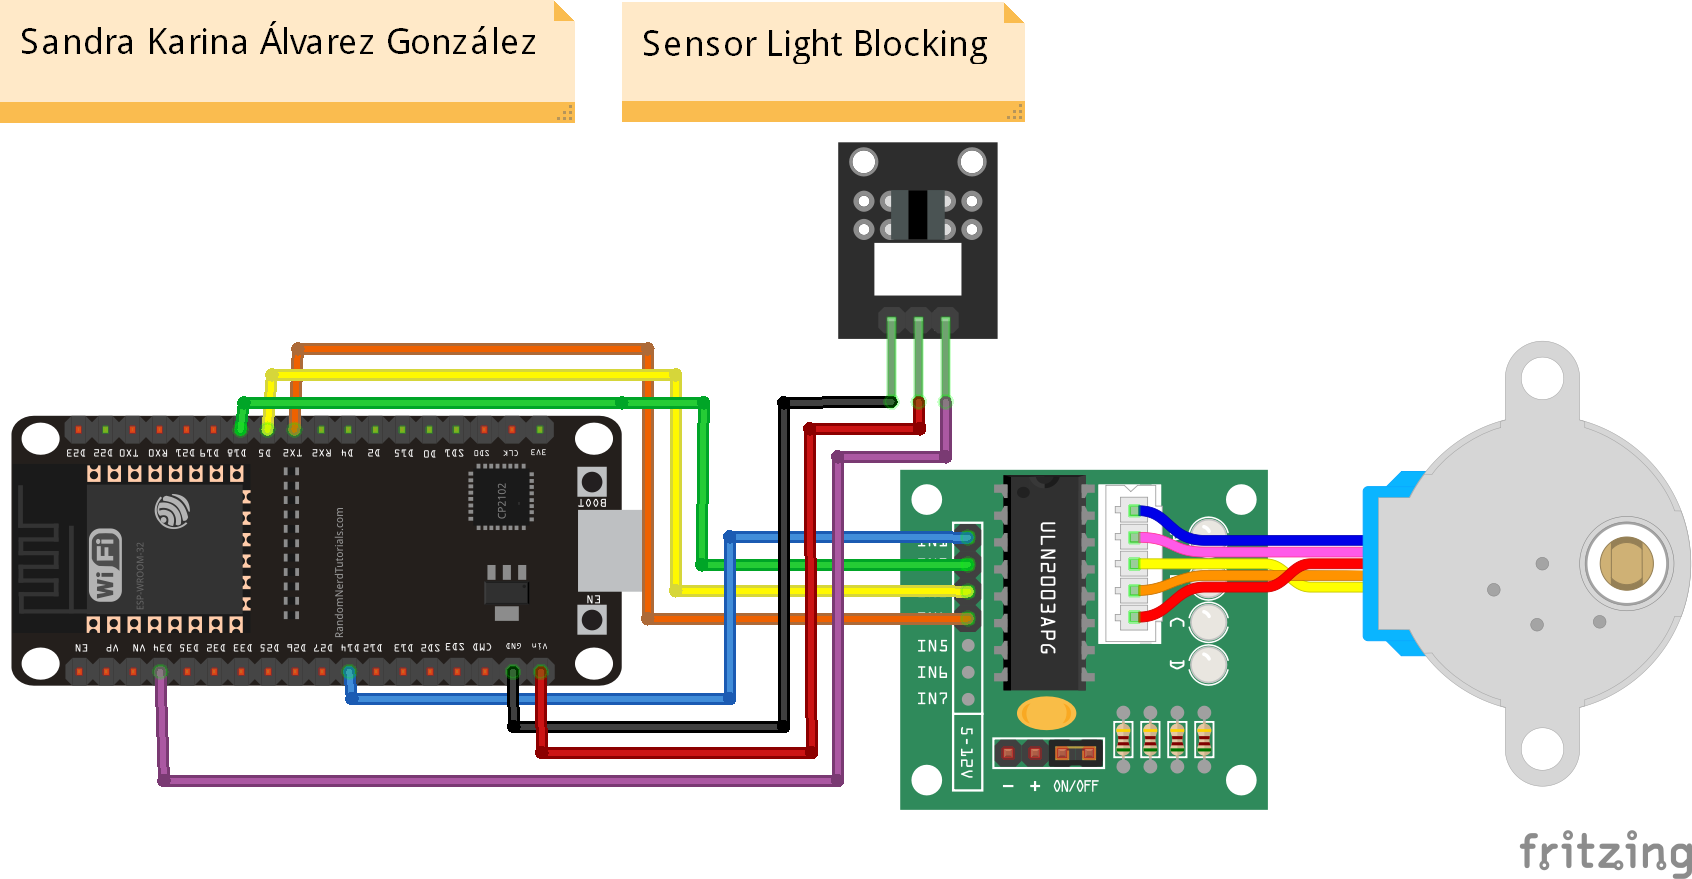 Sandra Karina Álvarez González
Sensor Light Blocking
D23 D22 TX0 RX0 D21 D19 D18 D5 TX2 RX2 D4 D2 D15 D0 SD1 SD0 CLK 3V3
BOOT
CP2102
WiFi
ESP-WROOM-32
RandomNerdTutorials.com
EN
EN VP VN D34 D35 D32 D33 D25 D26 D27 D14 D12 D13 SD2 SD3 CMD GND Vin
ULN2003APG
IN5
IN6
IN7
C
D
5-12V
- + ON/OFF
fritzing